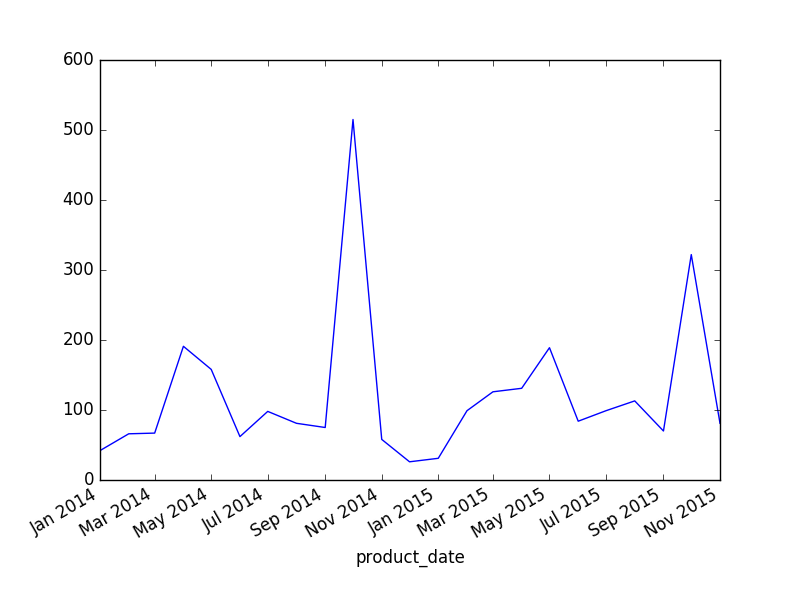 600
500
400
300
200
100
0
Jan 2014
Mar 2014
May 2014
Jul 2014
Sep 2014
Nov 2014
Jan 2015
Mar 2015
May 2015
Jul 2015
Sep 2015
Nov 2015
product_date